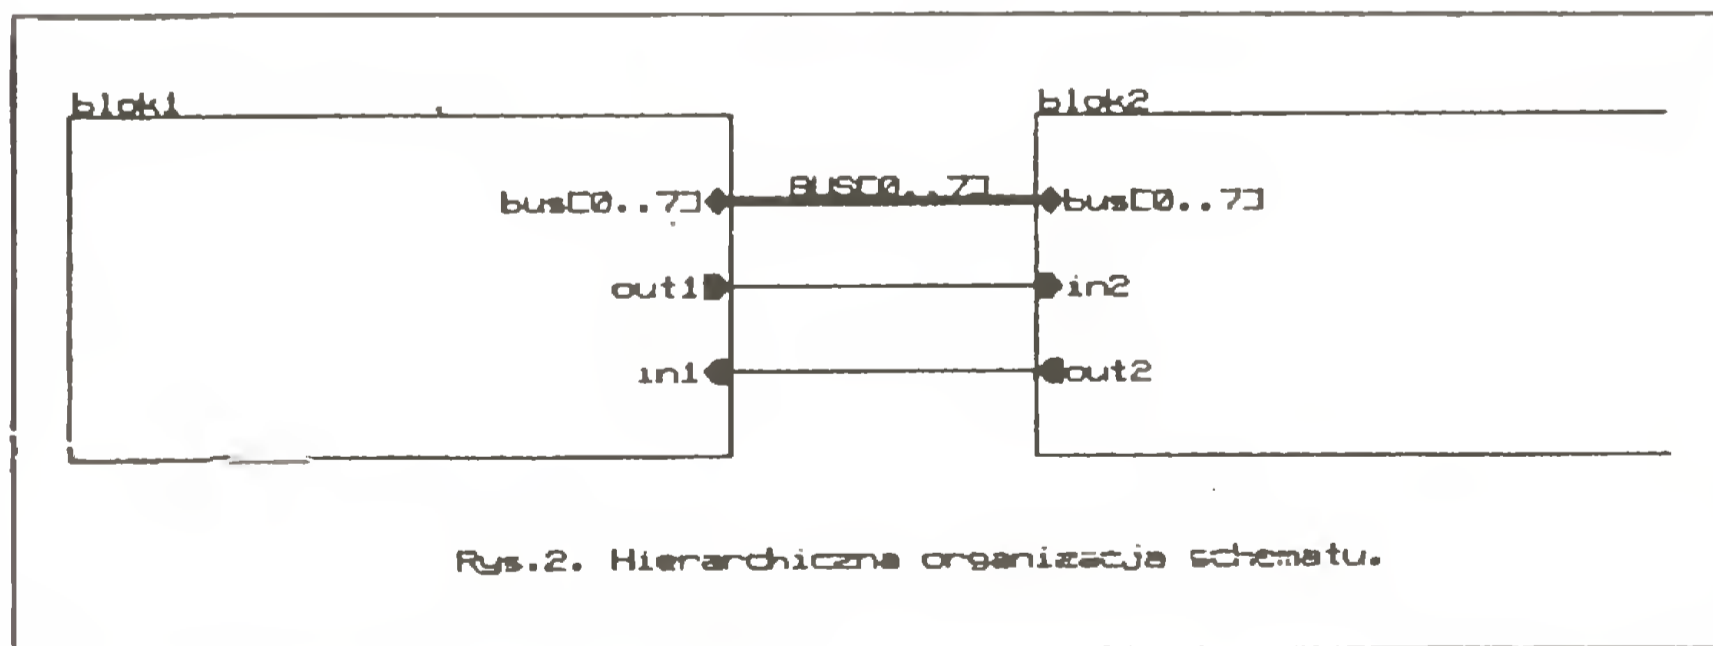 blok1 blok2
bus[0..7] BUS[0..7] bus[0..7]
out1 in2
in1 out2
Rys.2. Hierarchiczna organizacja schematu.